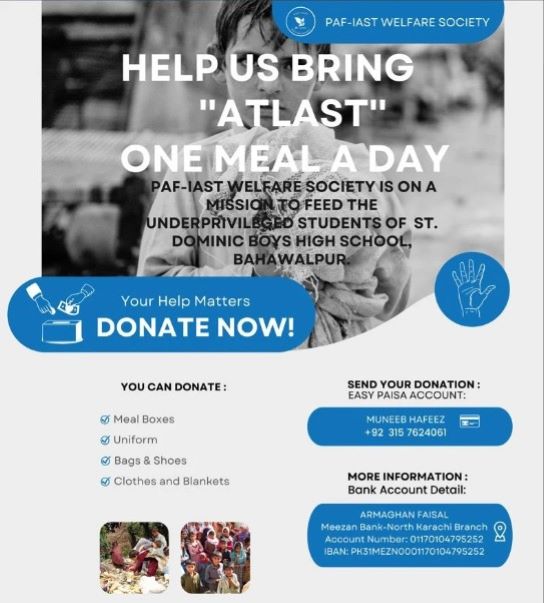 PAF-IAST WELFARE SOCIETY
HELP US BRING
"ATLAST"
ONE MEAL A DAY
PAF-IAST WELFARE SOCIETY IS ON A
MISSION TO FEED THE
UNDERPRIVILEGED STUDENTS OF ST.
DOMINIC BOYS HIGH SCHOOL,
BAHAWALPUR.
Your Help Matters
DONATE NOW!
YOU CAN DONATE :
Meal Boxes
Uniform
Bags & Shoes
Clothes and Blankets
SEND YOUR DONATION :
EASY PAISA ACCOUNT:
MUNEEB HAFEEZ
+92 315 7624061
MORE INFORMATION :
Bank Account Detail:
ARMAGHAN FAISAL
Meezan Bank-North Karachi Branch
Account Number: 01170104795252
IBAN: PK31MEZN0001170104795252